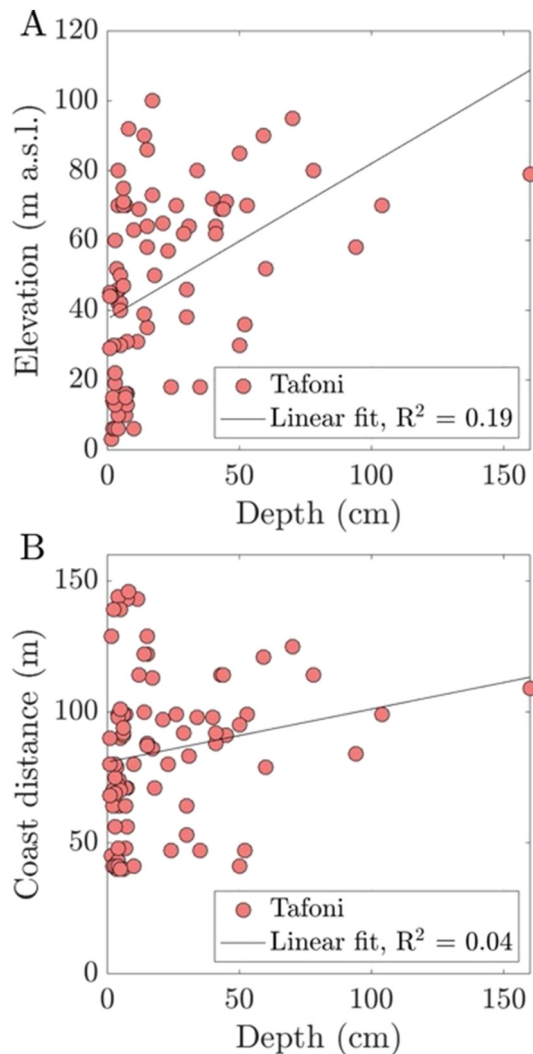 A
120
100
80
60
40
20
0
Elevation (m a.s.l.)
Tafoni
Linear fit, R² = 0.19
0 50 100 150
Depth (cm)
B
150
100
50
0
Coast distance (m)
Tafoni
Linear fit, R² = 0.04
0 50 100 150
Depth (cm)